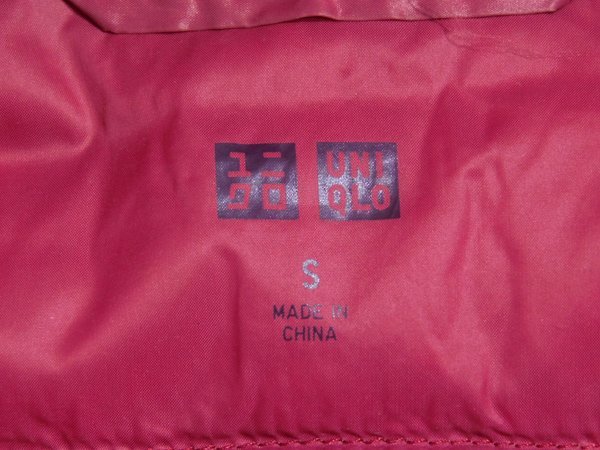 ユニ UNI
クロ QLO
S
MADE IN
CHINA